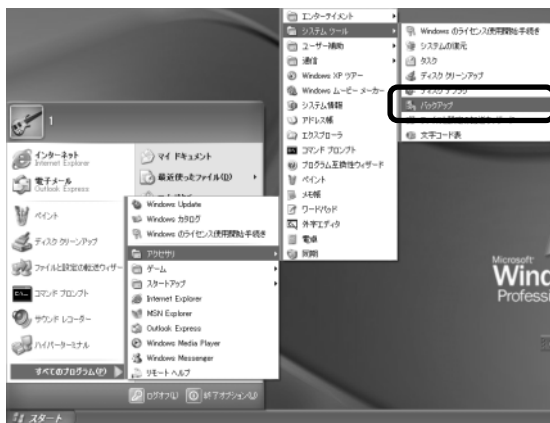 エンターテイメント
システム ツール
ユーザー補助
通信
Windows XP ツアー
Windows ムービー メーカー
システム情報
アドレス帳
エクスプローラ
コマンド プロンプト
プログラム互換性ウィザード
ペイント
メモ帳
ワードパッド
外字エディタ
電卓
同期
Windows のライセンス使用開始手続き
システムの復元
タスク
ディスク クリーンアップ
ディスク デフラグ
バックアップ
文字コード表
1
インターネット
Internet Explorer
電子メール
Outlook Express
ペイント
ディスク クリーンアップ
ファイルと設定の転送ウィザー
コマンド プロンプト
サウンド レコーダー
ハイパーターミナル
すべてのプログラム(P)
マイ ドキュメント
最近使ったファイル(D)
Windows Update
Windows カタログ
Windows のライセンス使用開始手続き
アクセサリ
ゲーム
スタートアップ
Internet Explorer
MSN Explorer
Outlook Express
Windows Media Player
Windows Messenger
リモート ヘルプ
ログオフ(L)
終了オプション(U)
Microsoft
Wind
Professi
スタート